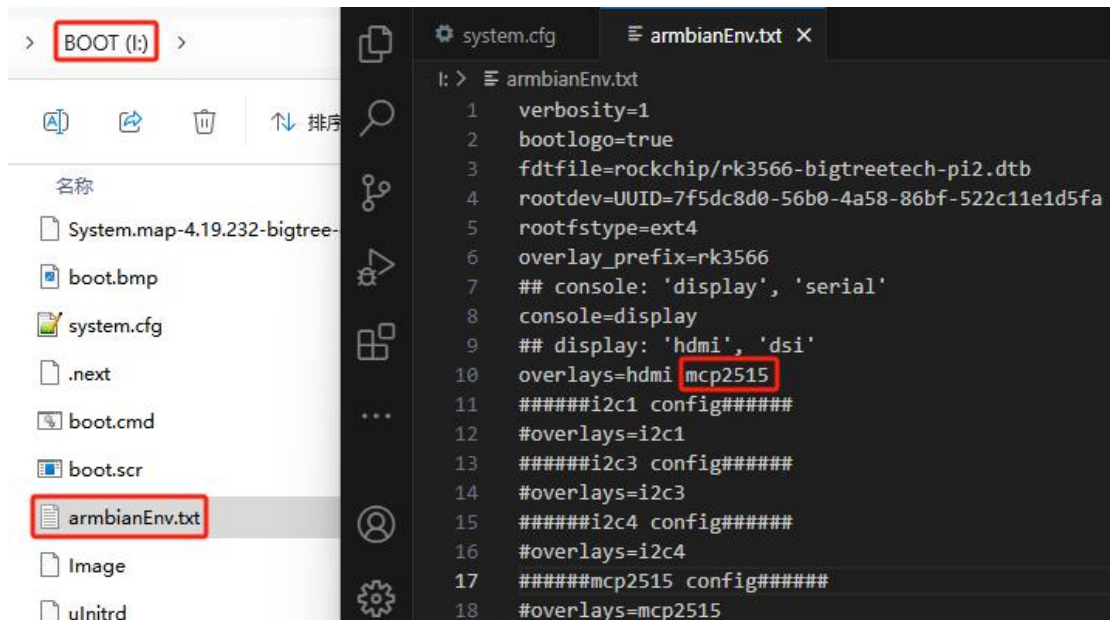 > BOOT (I:) >
排序
名称
System.map-4.19.232-bigtree-
boot.bmp
system.cfg
.next
boot.cmd
boot.scr
armbianEnv.txt
Image
uInitrd
system.cfg armbianEnv.txt ×
I: > armbianEnv.txt
1 verbosity=1
2 bootlogo=true
3 fdtfile=rockchip/rk3566-bigtreetech-pi2.dtb
4 rootdev=UUID=7f5dc8d0-56b0-4a58-86bf-522c11e1d5fa
5 rootfstype=ext4
6 overlay_prefix=rk3566
7 ## console: 'display', 'serial'
8 console=display
9 ## display: 'hdmi', 'dsi'
10 overlays=hdmi mcp2515
11 ######i2c1 config######
12 #overlays=i2c1
13 ######i2c3 config######
14 #overlays=i2c3
15 ######i2c4 config######
16 #overlays=i2c4
17 ######mcp2515 config######
18 #overlays=mcp2515